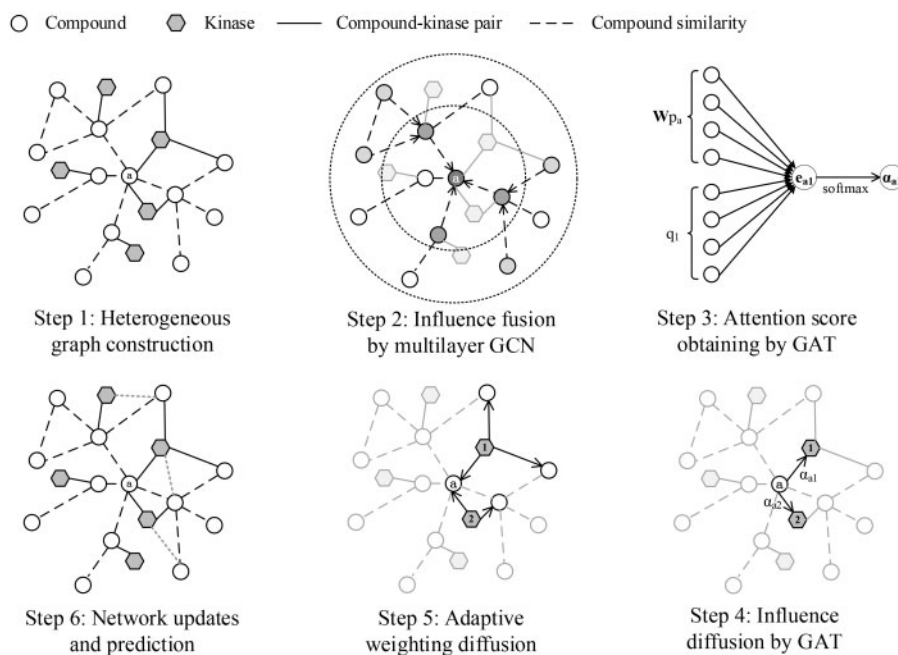 Compound Kinase Compound-kinase pair Compound similarity
a
a
Wpₐ
q₁
eₐ₁
softmax
αₐ
Step 1: Heterogeneous
graph construction
Step 2: Influence fusion
by multilayer GCN
Step 3: Attention score
obtaining by GAT
a
1
a
2
1
a
αₐ₁
αₐ₂
2
Step 6: Network updates
and prediction
Step 5: Adaptive
weighting diffusion
Step 4: Influence
diffusion by GAT